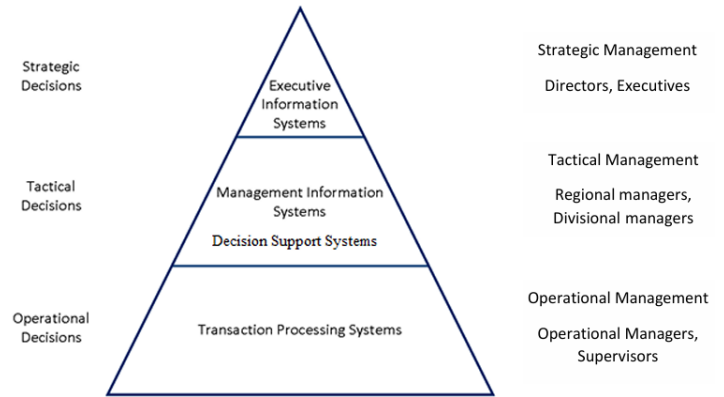 Strategic
Decisions
Executive
Information
Systems
Strategic Management
Directors, Executives
Tactical
Decisions
Management Information
Systems
Decision Support Systems
Tactical Management
Regional managers,
Divisional managers
Operational
Decisions
Transaction Processing Systems
Operational Management
Operational Managers,
Supervisors